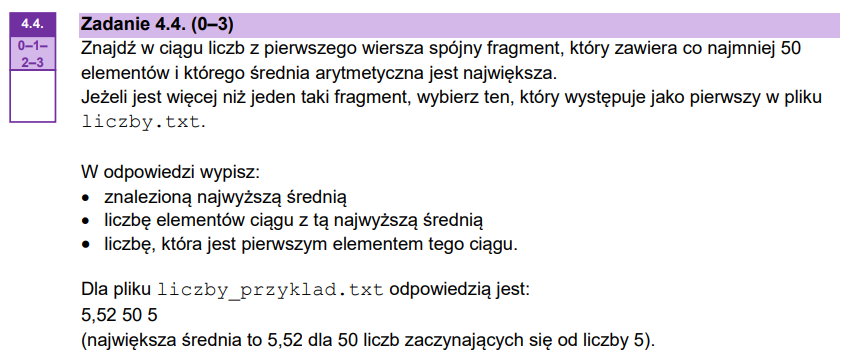 4.4.
0–1–
2–3
Zadanie 4.4. (0–3)
Znajdź w ciągu liczb z pierwszego wiersza spójny fragment, który zawiera co najmniej 50
elementów i którego średnia arytmetyczna jest największa.
Jeżeli jest więcej niż jeden taki fragment, wybierz ten, który występuje jako pierwszy w pliku
liczby.txt.
W odpowiedzi wypisz:
• znalezioną najwyższą średnią
• liczbę elementów ciągu z tą najwyższą średnią
• liczbę, która jest pierwszym elementem tego ciągu.
Dla pliku liczby_przyklad.txt odpowiedzią jest:
5,52 50 5
(największa średnia to 5,52 dla 50 liczb zaczynających się od liczby 5).